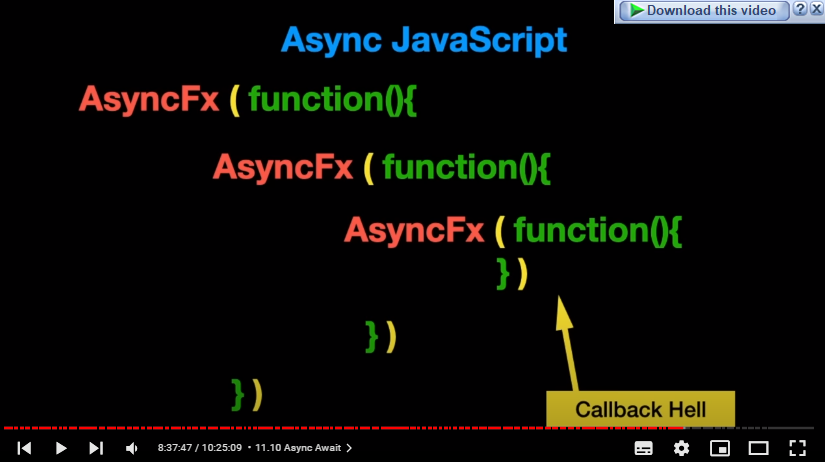 Download this video
Async JavaScript
AsyncFx ( function(){
AsyncFx ( function(){
AsyncFx ( function(){
} )
} )
} )
Callback Hell
8:37:47 / 10:25:09 • 11.10 Async Await